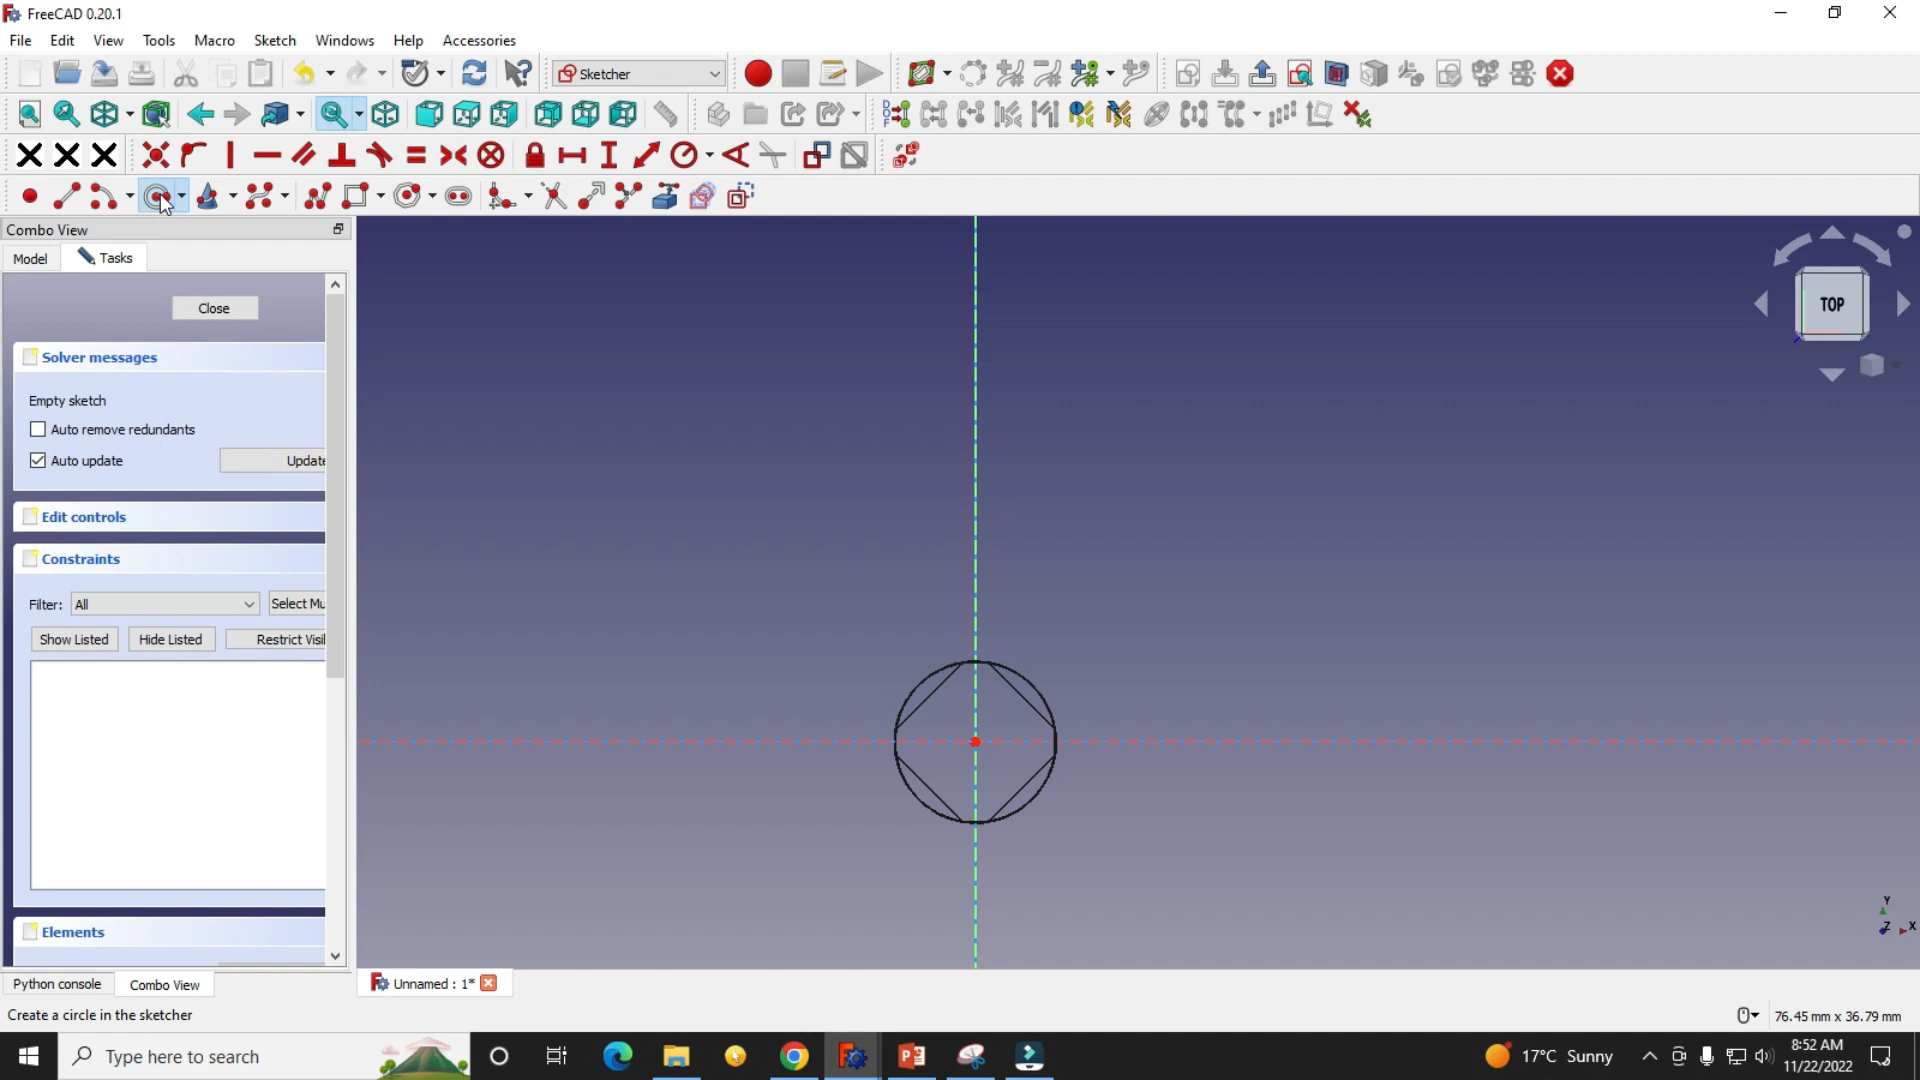 FreeCAD 0.20.1
File Edit View Tools Macro Sketch Windows Help Accessories
Sketcher
Combo View
Model Tasks
Close
Solver messages
Empty sketch
Auto remove redundants
Auto update Update
Edit controls
Constraints
Filter: All Select Mu
Show Listed Hide Listed Restrict Visil
Elements
TOP
Y
Z X
Python console Combo View Unnamed : 1*
Create a circle in the sketcher 76.45 mm x 36.79 mm
Type here to search 17°C Sunny 8:52 AM
11/22/2022